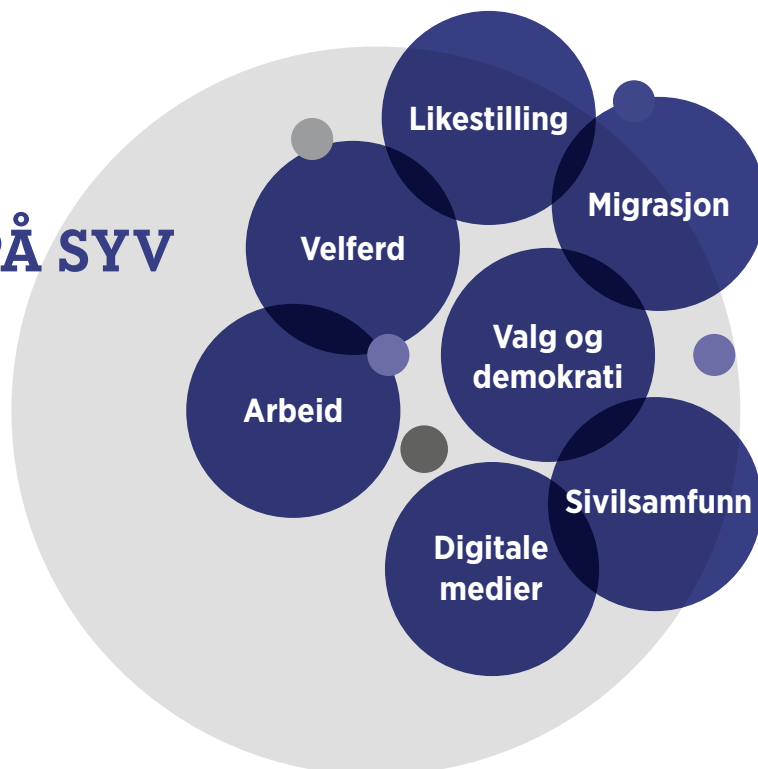 Likestilling
Migrasjon
PÅ SYV
Velferd
Valg og
demokrati
Arbeid
Sivilsamfunn
Digitale
medier